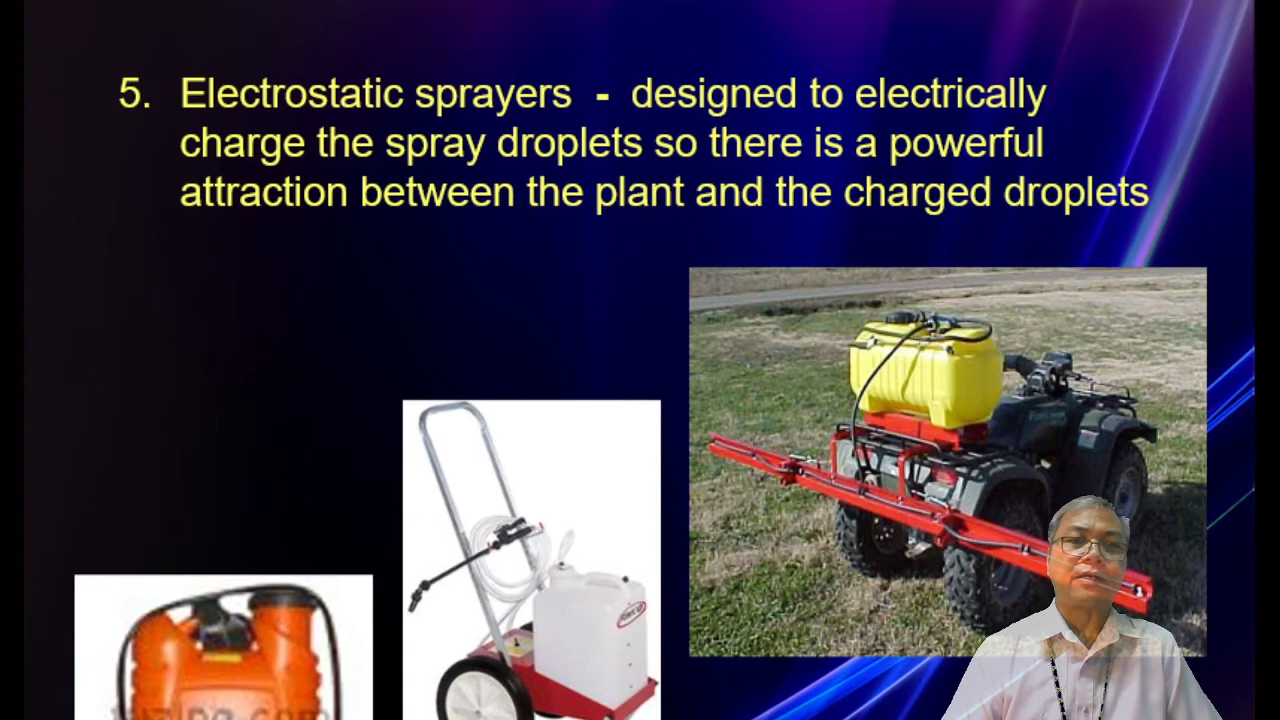 5. Electrostatic sprayers - designed to electrically
charge the spray droplets so there is a powerful
attraction between the plant and the charged droplets